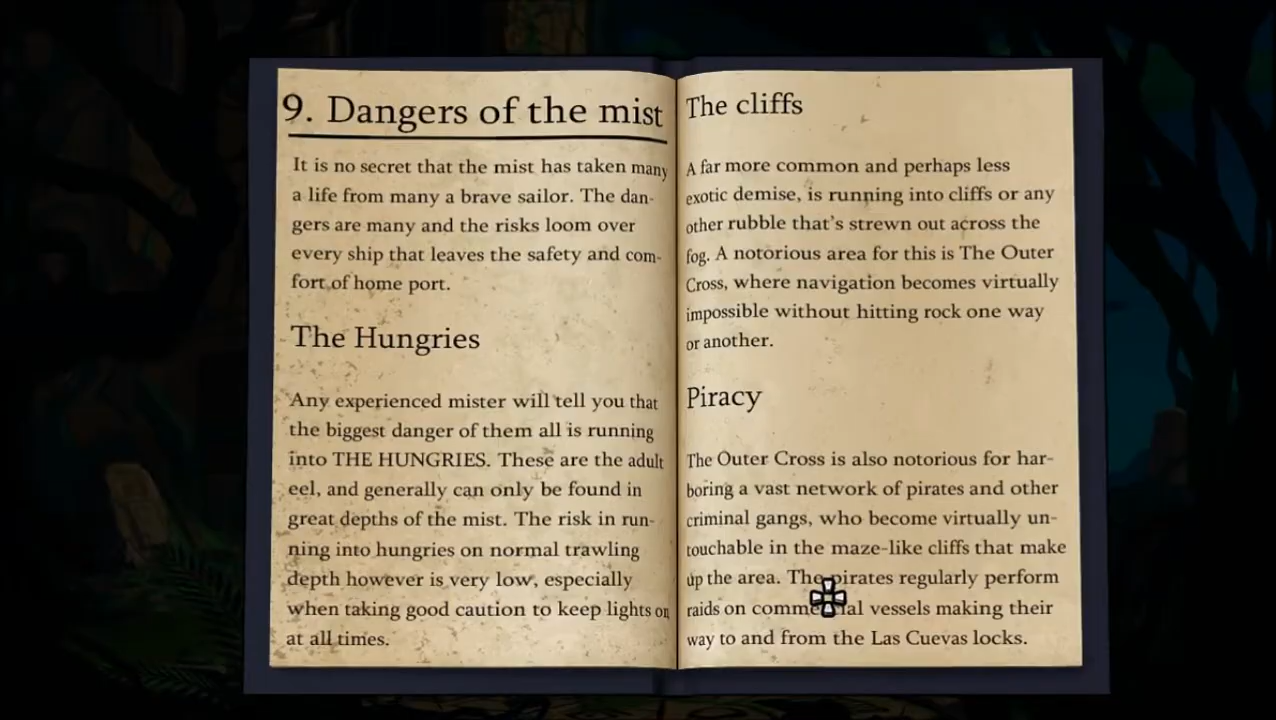 9. Dangers of the mist
It is no secret that the mist has taken many
a life from many a brave sailor. The dan-
gers are many and the risks loom over
every ship that leaves the safety and com-
fort of home port.
The Hungries
Any experienced mister will tell you that
the biggest danger of them all is running
into THE HUNGRIES. These are the adult
eel, and generally can only be found in
great depths of the mist. The risk in run-
ning into hungries on normal trawling
depth however is very low, especially
when taking good caution to keep lights on
at all times.
The cliffs
A far more common and perhaps less
exotic demise, is running into cliffs or any
other rubble that's strewn out across the
fog. A notorious area for this is The Outer
Cross, where navigation becomes virtually
impossible without hitting rock one way
or another.
Piracy
The Outer Cross is also notorious for har-
boring a vast network of pirates and other
criminal gangs, who become virtually un-
touchable in the maze-like cliffs that make
up the area. The pirates regularly perform
raids on commercial vessels making their
way to and from the Las Cuevas locks.